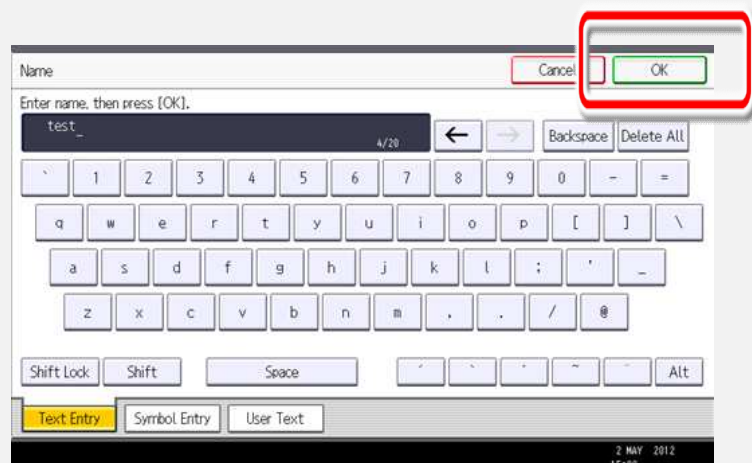 Name Cancel OK
Enter name, then press [OK].
test_
4/20 ← → Backspace Delete All
` 1 2 3 4 5 6 7 8 9 0 - =
q w e r t y u i o p [ ] \
a s d f g h j k l ; ' _
z x c v b n m , . / @
Shift Lock Shift Space ´ ` ^ ~ ¨ Alt
Text Entry Symbol Entry User Text
2 MAY 2012